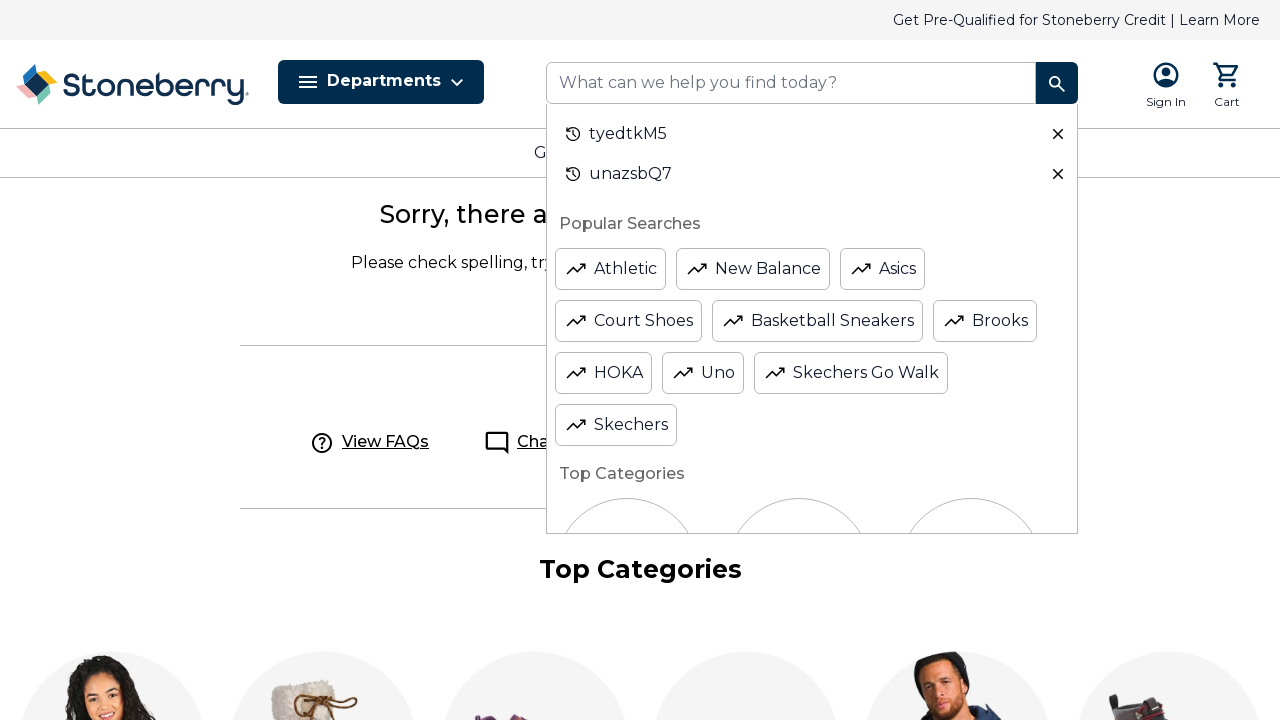 Get Pre-Qualified for Stoneberry Credit | Learn More
Stoneberry
Departments
What can we help you find today?
Sign In
Cart
G
tyedtkM5
unazsbQ7
Sorry, there a
Popular Searches
Please check spelling, try
Athletic
New Balance
Asics
Court Shoes
Basketball Sneakers
Brooks
HOKA
Uno
Skechers Go Walk
Skechers
View FAQs
Cha
Top Categories
Top Categories